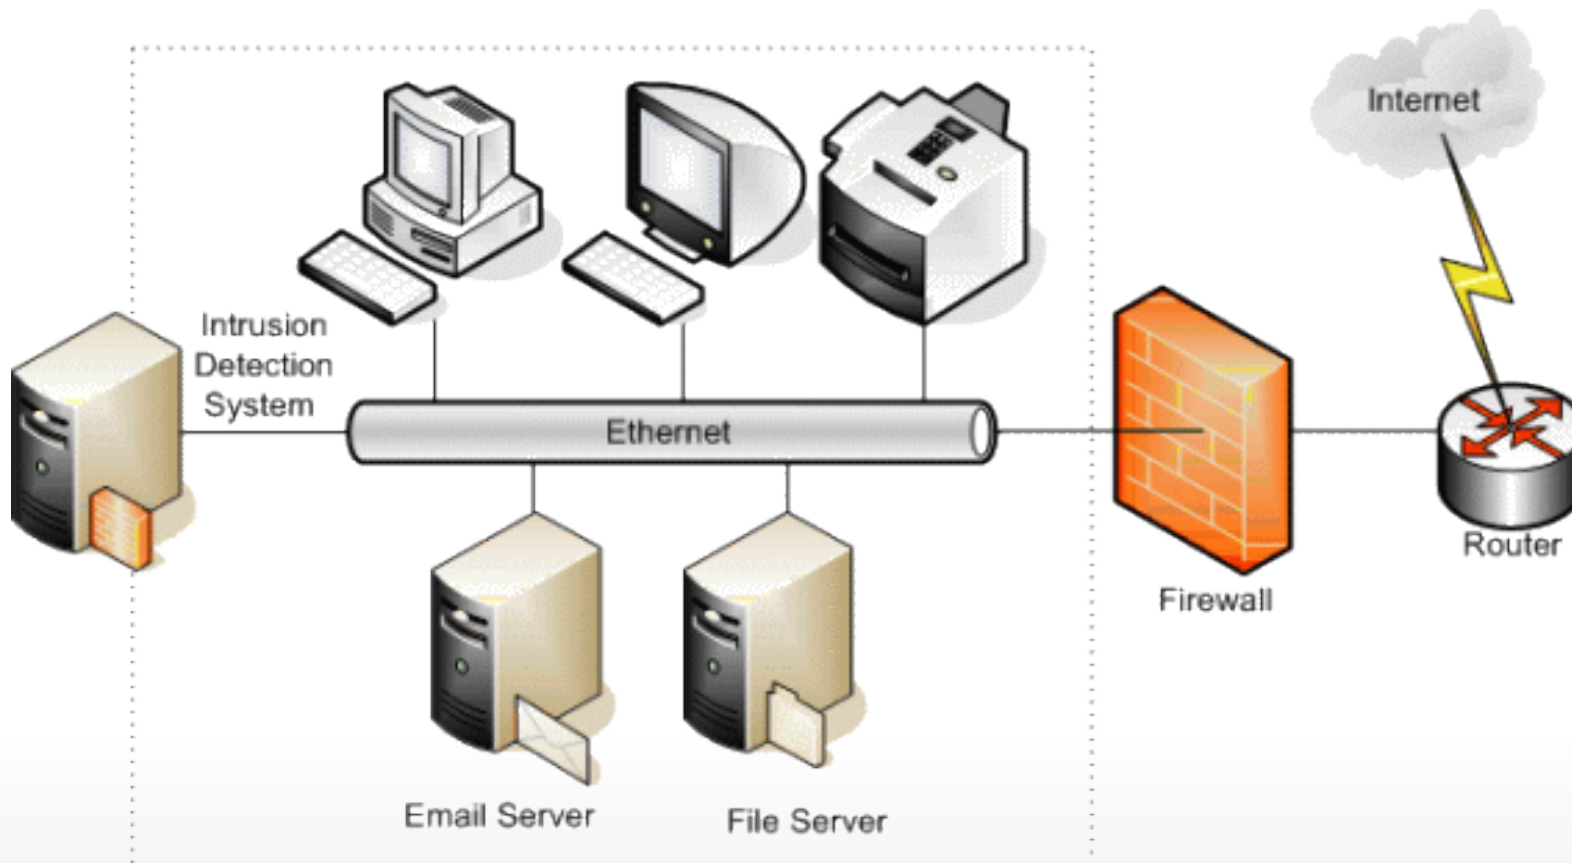 Internet
Intrusion
Detection
System
Ethernet
Router
Firewall
Email Server
File Server